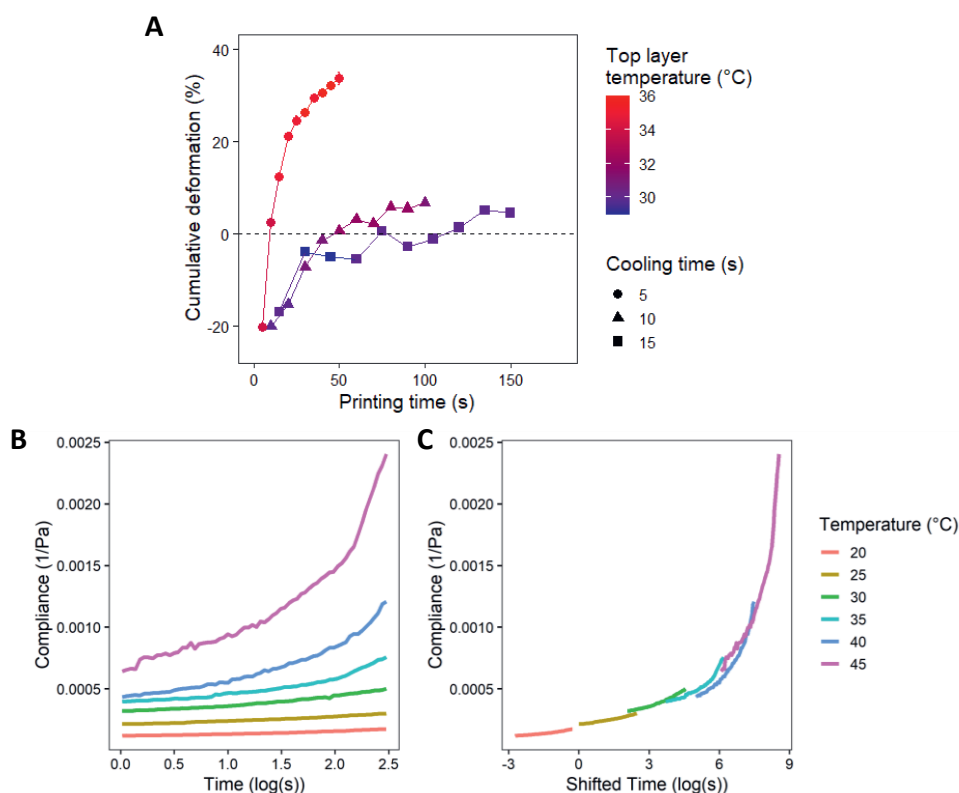 A
Cumulative deformation (%)
40
20
0
-20
0 50 100 150
Printing time (s)
Top layer
temperature (°C)
36
34
32
30
Cooling time (s)
5
10
15
B
Compliance (1/Pa)
0.0025
0.0020
0.0015
0.0010
0.0005
0.0 0.5 1.0 1.5 2.0 2.5
Time (log(s))
C
Compliance (1/Pa)
0.0025
0.0020
0.0015
0.0010
0.0005
-3 0 3 6 9
Shifted Time (log(s))
Temperature (°C)
20
25
30
35
40
45